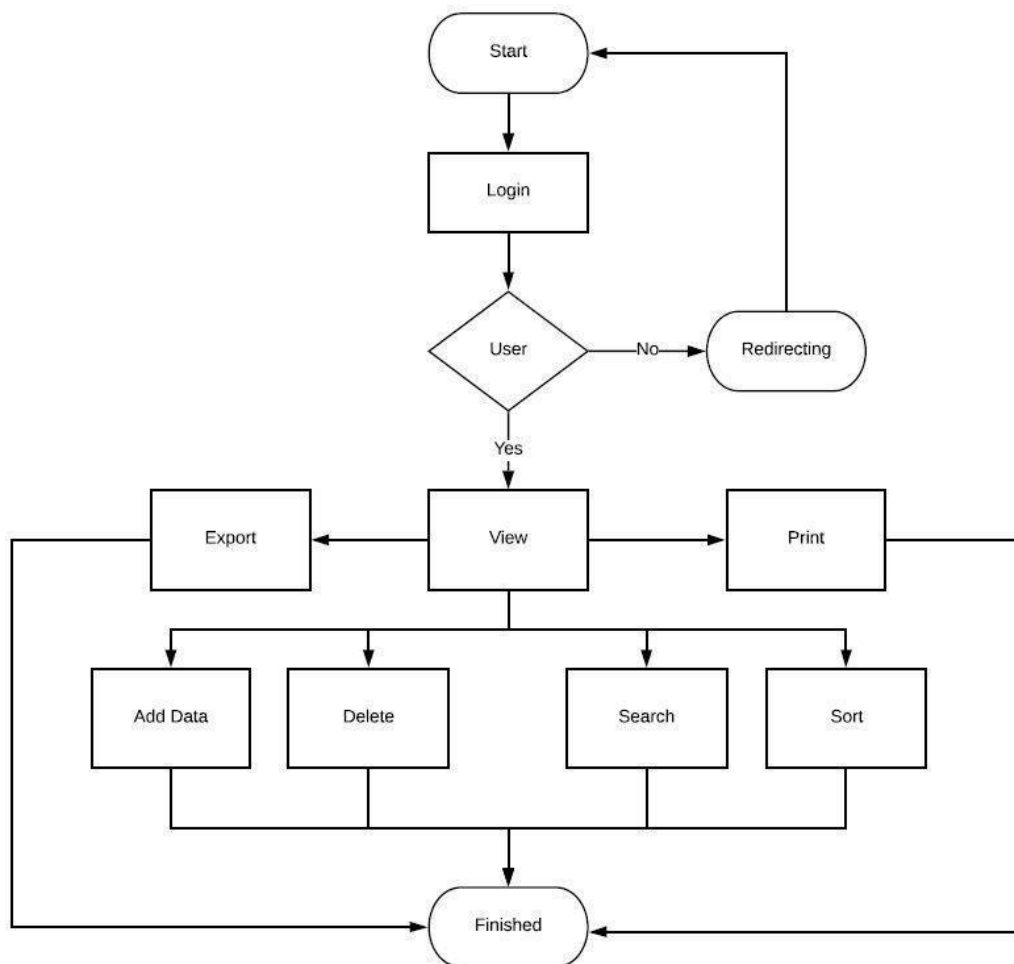 Start
Login
User
No
Redirecting
Yes
Export
View
Print
Add Data
Delete
Search
Sort
Finished